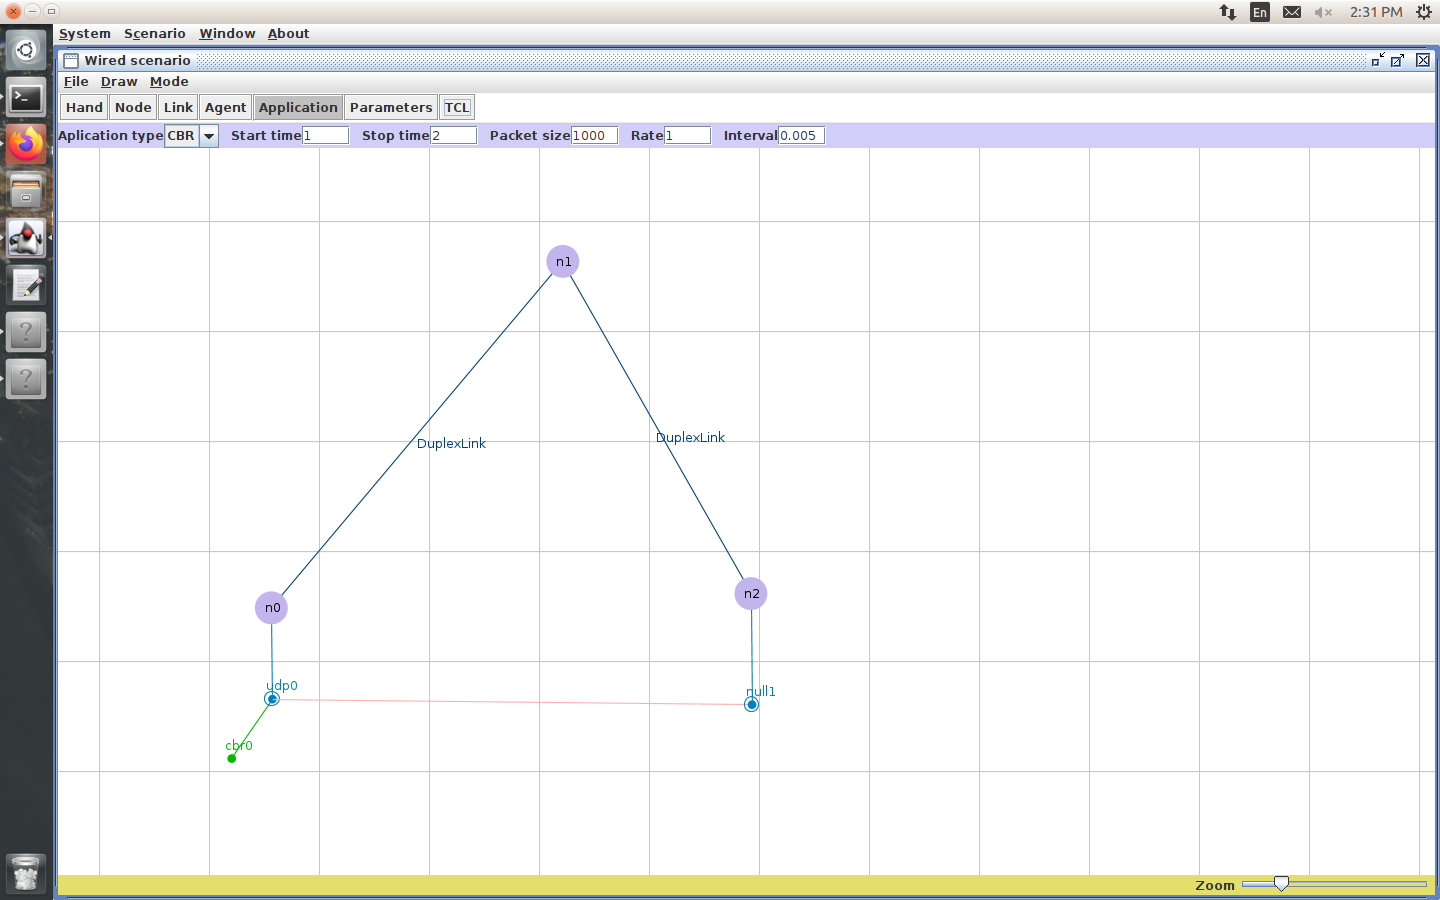 En 2:31 PM
System Scenario Window About
Wired scenario
File Draw Mode
Hand Node Link Agent Application Parameters TCL
Aplication type CBR Start time 1 Stop time 2 Packet size 1000 Rate 1 Interval 0.005
n1
DuplexLink DuplexLink
n0 n2
udp0 null1
cbr0
Zoom